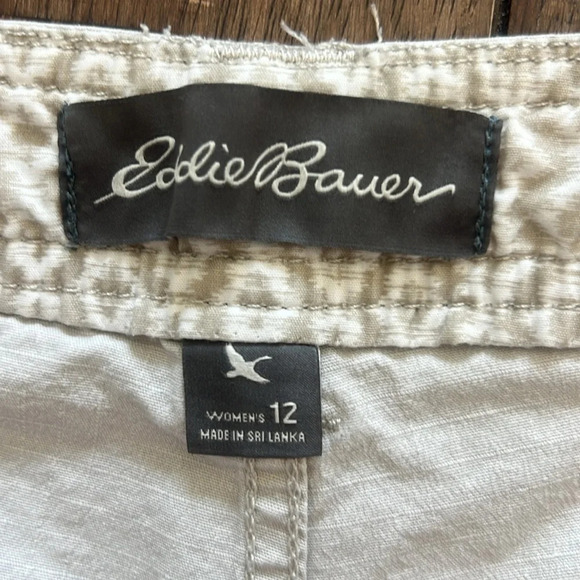 Eddie Bauer
WOMEN'S 12
MADE IN SRI LANKA